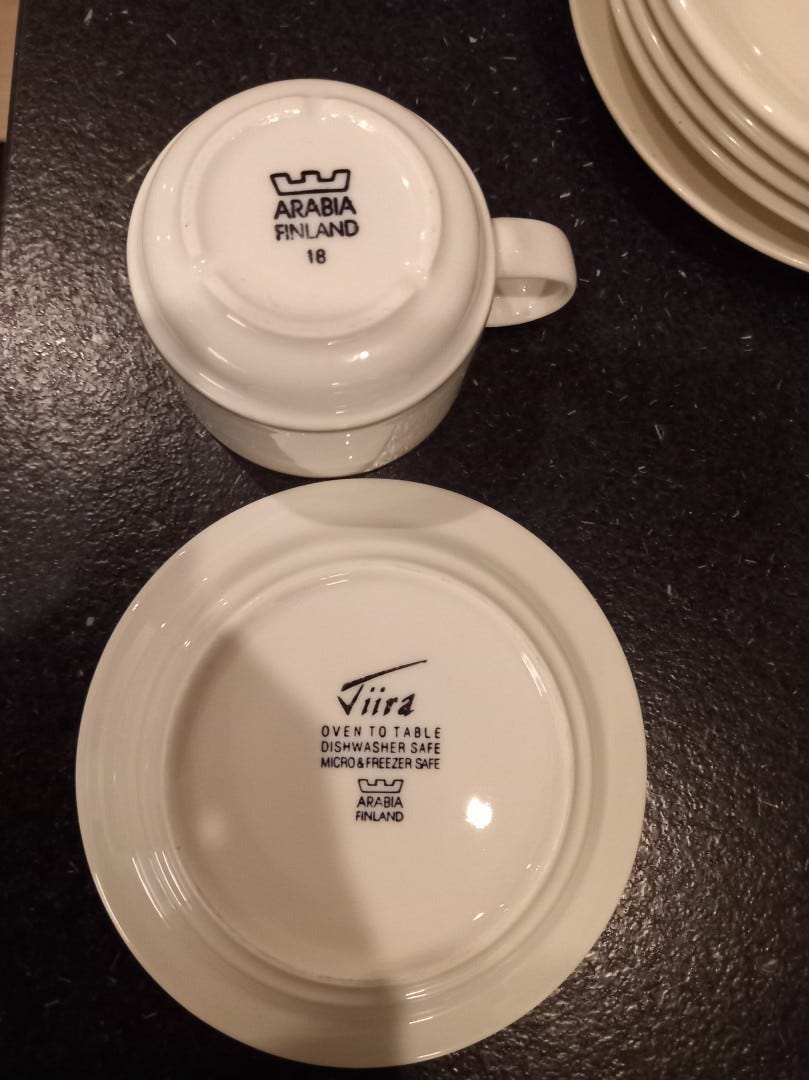 ARABIA
FINLAND
18
Tiira
OVEN TO TABLE
DISHWASHER SAFE
MICRO & FREEZER SAFE
ARABIA
FINLAND